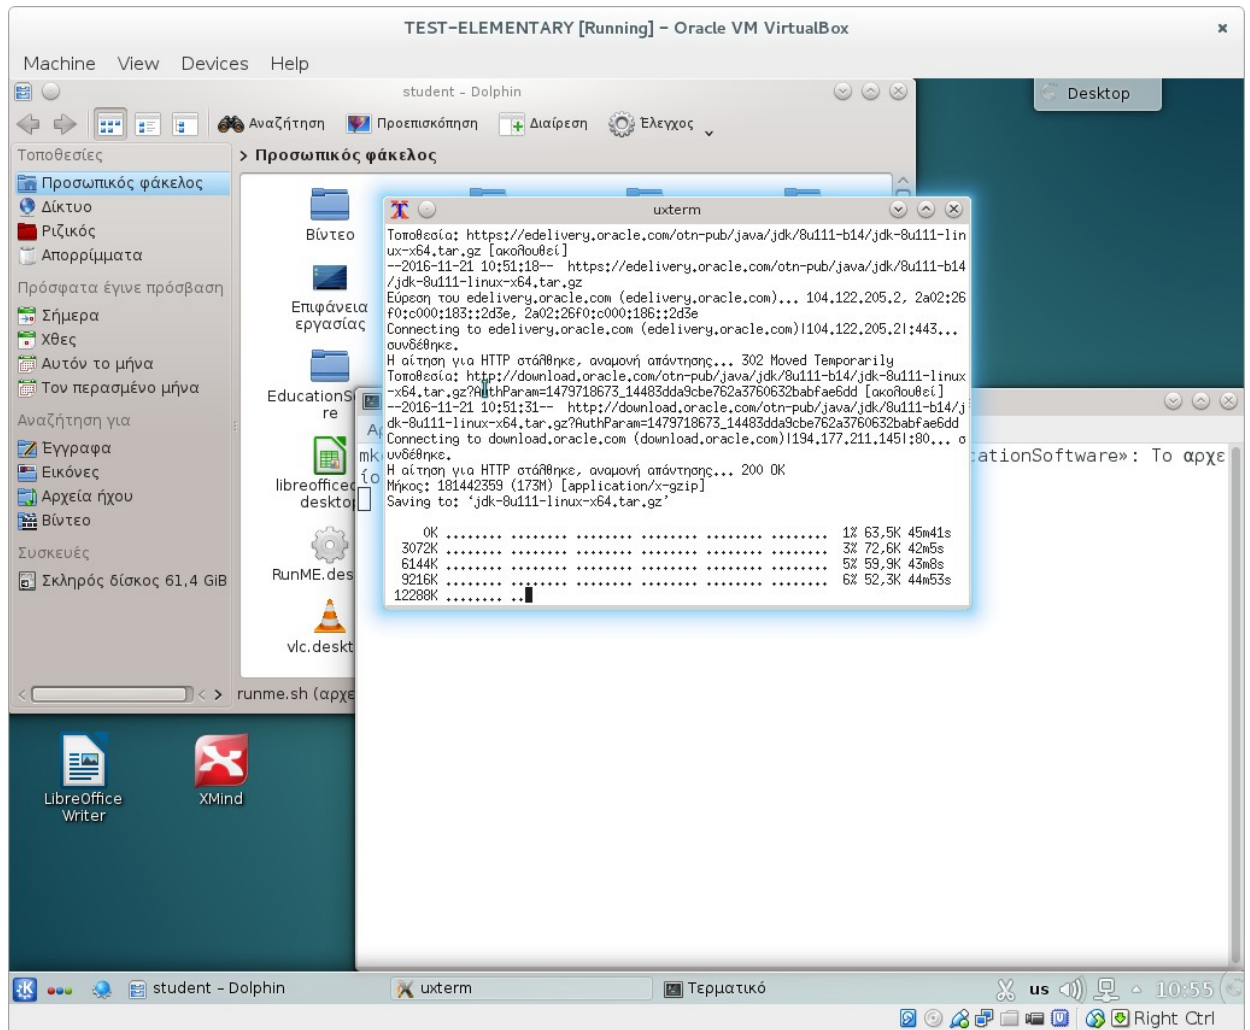 TEST-ELEMENTARY [Running] - Oracle VM VirtualBox
Machine View Devices Help
student - Dolphin
Desktop
Αναζήτηση Προεπισκόπηση Διαίρεση Έλεγχος
Τοποθεσίες
> Προσωπικός φάκελος
Προσωπικός φάκελος
Δίκτυο
Ριζικός
Απορρίμματα
Πρόσφατα έγινε πρόσβαση
Σήμερα
Χθες
Αυτόν το μήνα
Τον περασμένο μήνα
Αναζήτηση για
Έγγραφα
Εικόνες
Αρχεία ήχου
Βίντεο
Συσκευές
Σκληρός δίσκος 61,4 GiB
Βίντεο
Επιφάνεια
εργασίας
EducationS
re
libreoffice
deskto
RunME.des
vlc.deskt
runme.sh (αρχε
uxterm
Τοποθεσία: https://edelivery.oracle.com/otn-pub/java/jdk/8u111-b14/jdk-8u111-lin
ux-x64.tar.gz [ακολουθεί]
--2016-11-21 10:51:18-- https://edelivery.oracle.com/otn-pub/java/jdk/8u111-b14
/jdk-8u111-linux-x64.tar.gz
Εύρεση του edelivery.oracle.com (edelivery.oracle.com)... 104.122.205.2, 2a02:26
f0:c000:183::2d3e, 2a02:26f0:c000:186::2d3e
Connecting to edelivery.oracle.com (edelivery.oracle.com)|104.122.205.2|:443...
συνδέθηκε.
Η αίτηση για HTTP στάλθηκε, αναμονή απάντησης... 302 Moved Temporarily
Τοποθεσία: http://download.oracle.com/otn-pub/java/jdk/8u111-b14/jdk-8u111-linux
-x64.tar.gz?AuthParam=1479718673_14483dda9cbe762a3760632babfae6dd [ακολουθεί]
--2016-11-21 10:51:31-- http://download.oracle.com/otn-pub/java/jdk/8u111-b14/j
dk-8u111-linux-x64.tar.gz?AuthParam=1479718673_14483dda9cbe762a3760632babfae6dd
Connecting to download.oracle.com (download.oracle.com)|194.177.211.145|:80... σ
υνδέθηκε.
Η αίτηση για HTTP στάλθηκε, αναμονή απάντησης... 200 OK
Μήκος: 181442359 (173M) [application/x-gzip]
Saving to: ‘jdk-8u111-linux-x64.tar.gz’
0K ........ ........ ........ ........ ........ ........ 1% 63,5K 45m41s
3072K ........ ........ ........ ........ ........ ........ 3% 72,6K 42m5s
6144K ........ ........ ........ ........ ........ ........ 5% 59,9K 43m8s
9216K ........ ........ ........ ........ ........ ........ 6% 52,3K 44m53s
12288K ........ ..
cationSoftware»: Το αρχε
ίο
LibreOffice
Writer
XMind
student - Dolphin
uxterm
Τερματικό
us
10:55
Right Ctrl